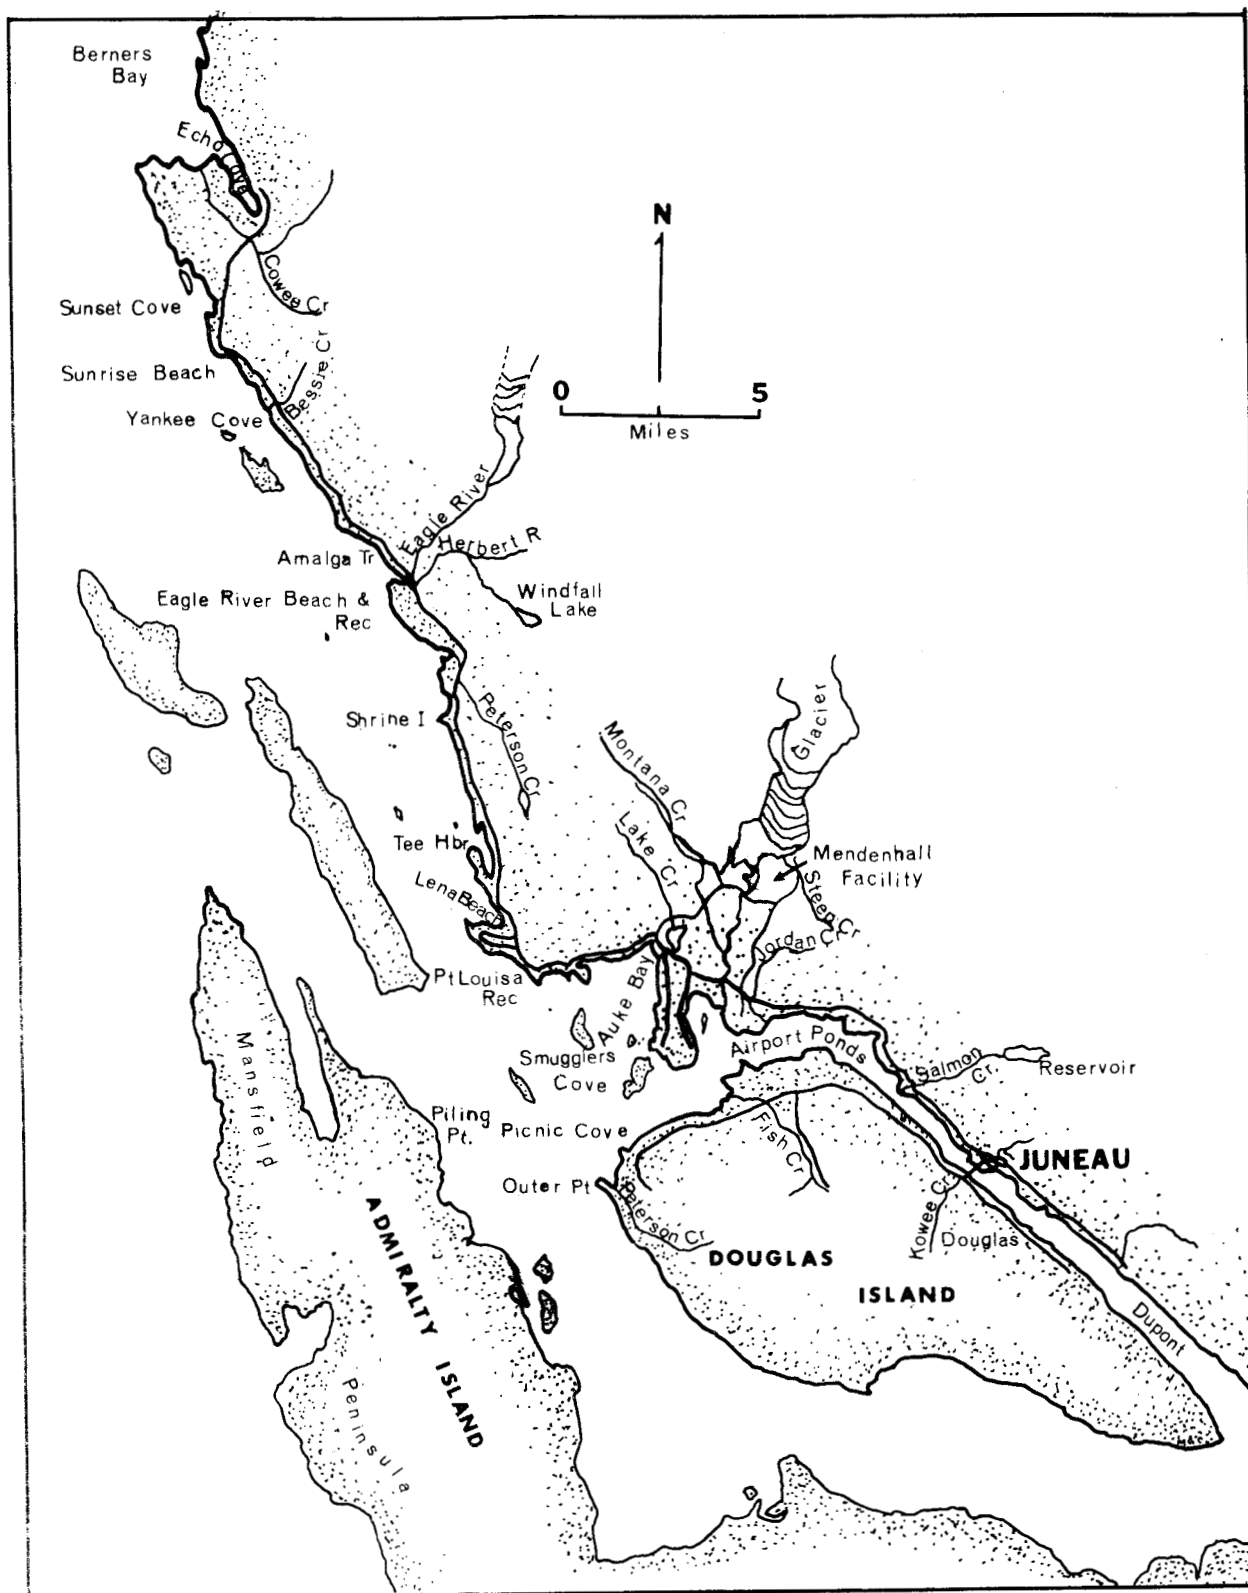 Berners
Bay
Echo Cove
Cowee Cr
Sunset Cove
Bessie Cr
Sunrise Beach
Yankee Cove
N
0 5
Miles
Eagle River
Herbert R
Amalga Tr
Windfall
Lake
Eagle River Beach &
Rec
Peterson Cr
Shrine I
Glacier
Montana Cr
Lake Cr
Tee Hbr
Mendenhall
Facility
Steep Cr
Lena Beach
Jordan Cr
Pt Louisa
Rec
Auke Bay
Airport Ponds
Smugglers
Cove
Salmon
Cr.
Reservoir
Mansfield
Peninsula
Piling
Pt.
Picnic Cove
Fish Cr
JUNEAU
Outer Pt
Peterson Cr
Kowee Cr
Douglas
ADMIRALTY ISLAND
DOUGLAS
ISLAND
Dupont